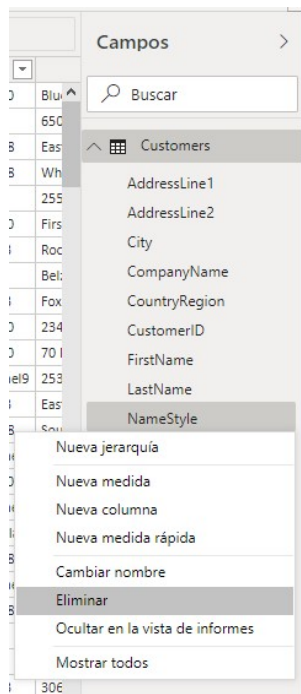 Campos
Buscar
Customers
AddressLine1
AddressLine2
City
CompanyName
CountryRegion
CustomerID
FirstName
LastName
NameStyle
650
255
234
70
253
306
Nueva jerarquía
Nueva medida
Nueva columna
Nueva medida rápida
Cambiar nombre
Eliminar
Ocultar en la vista de informes
Mostrar todos